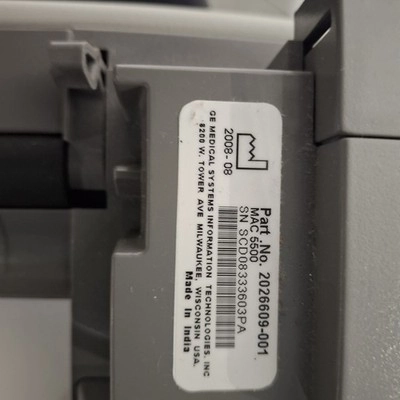 Part .No. 2026609-001
MAC 5500
SN SCD08333603PA
2008-08
GE MEDICAL SYSTEMS INFORMATION TECHNOLOGIES, INC
8200 W. TOWER AVE MILWAUKEE, WISCONSIN USA.
Made In India